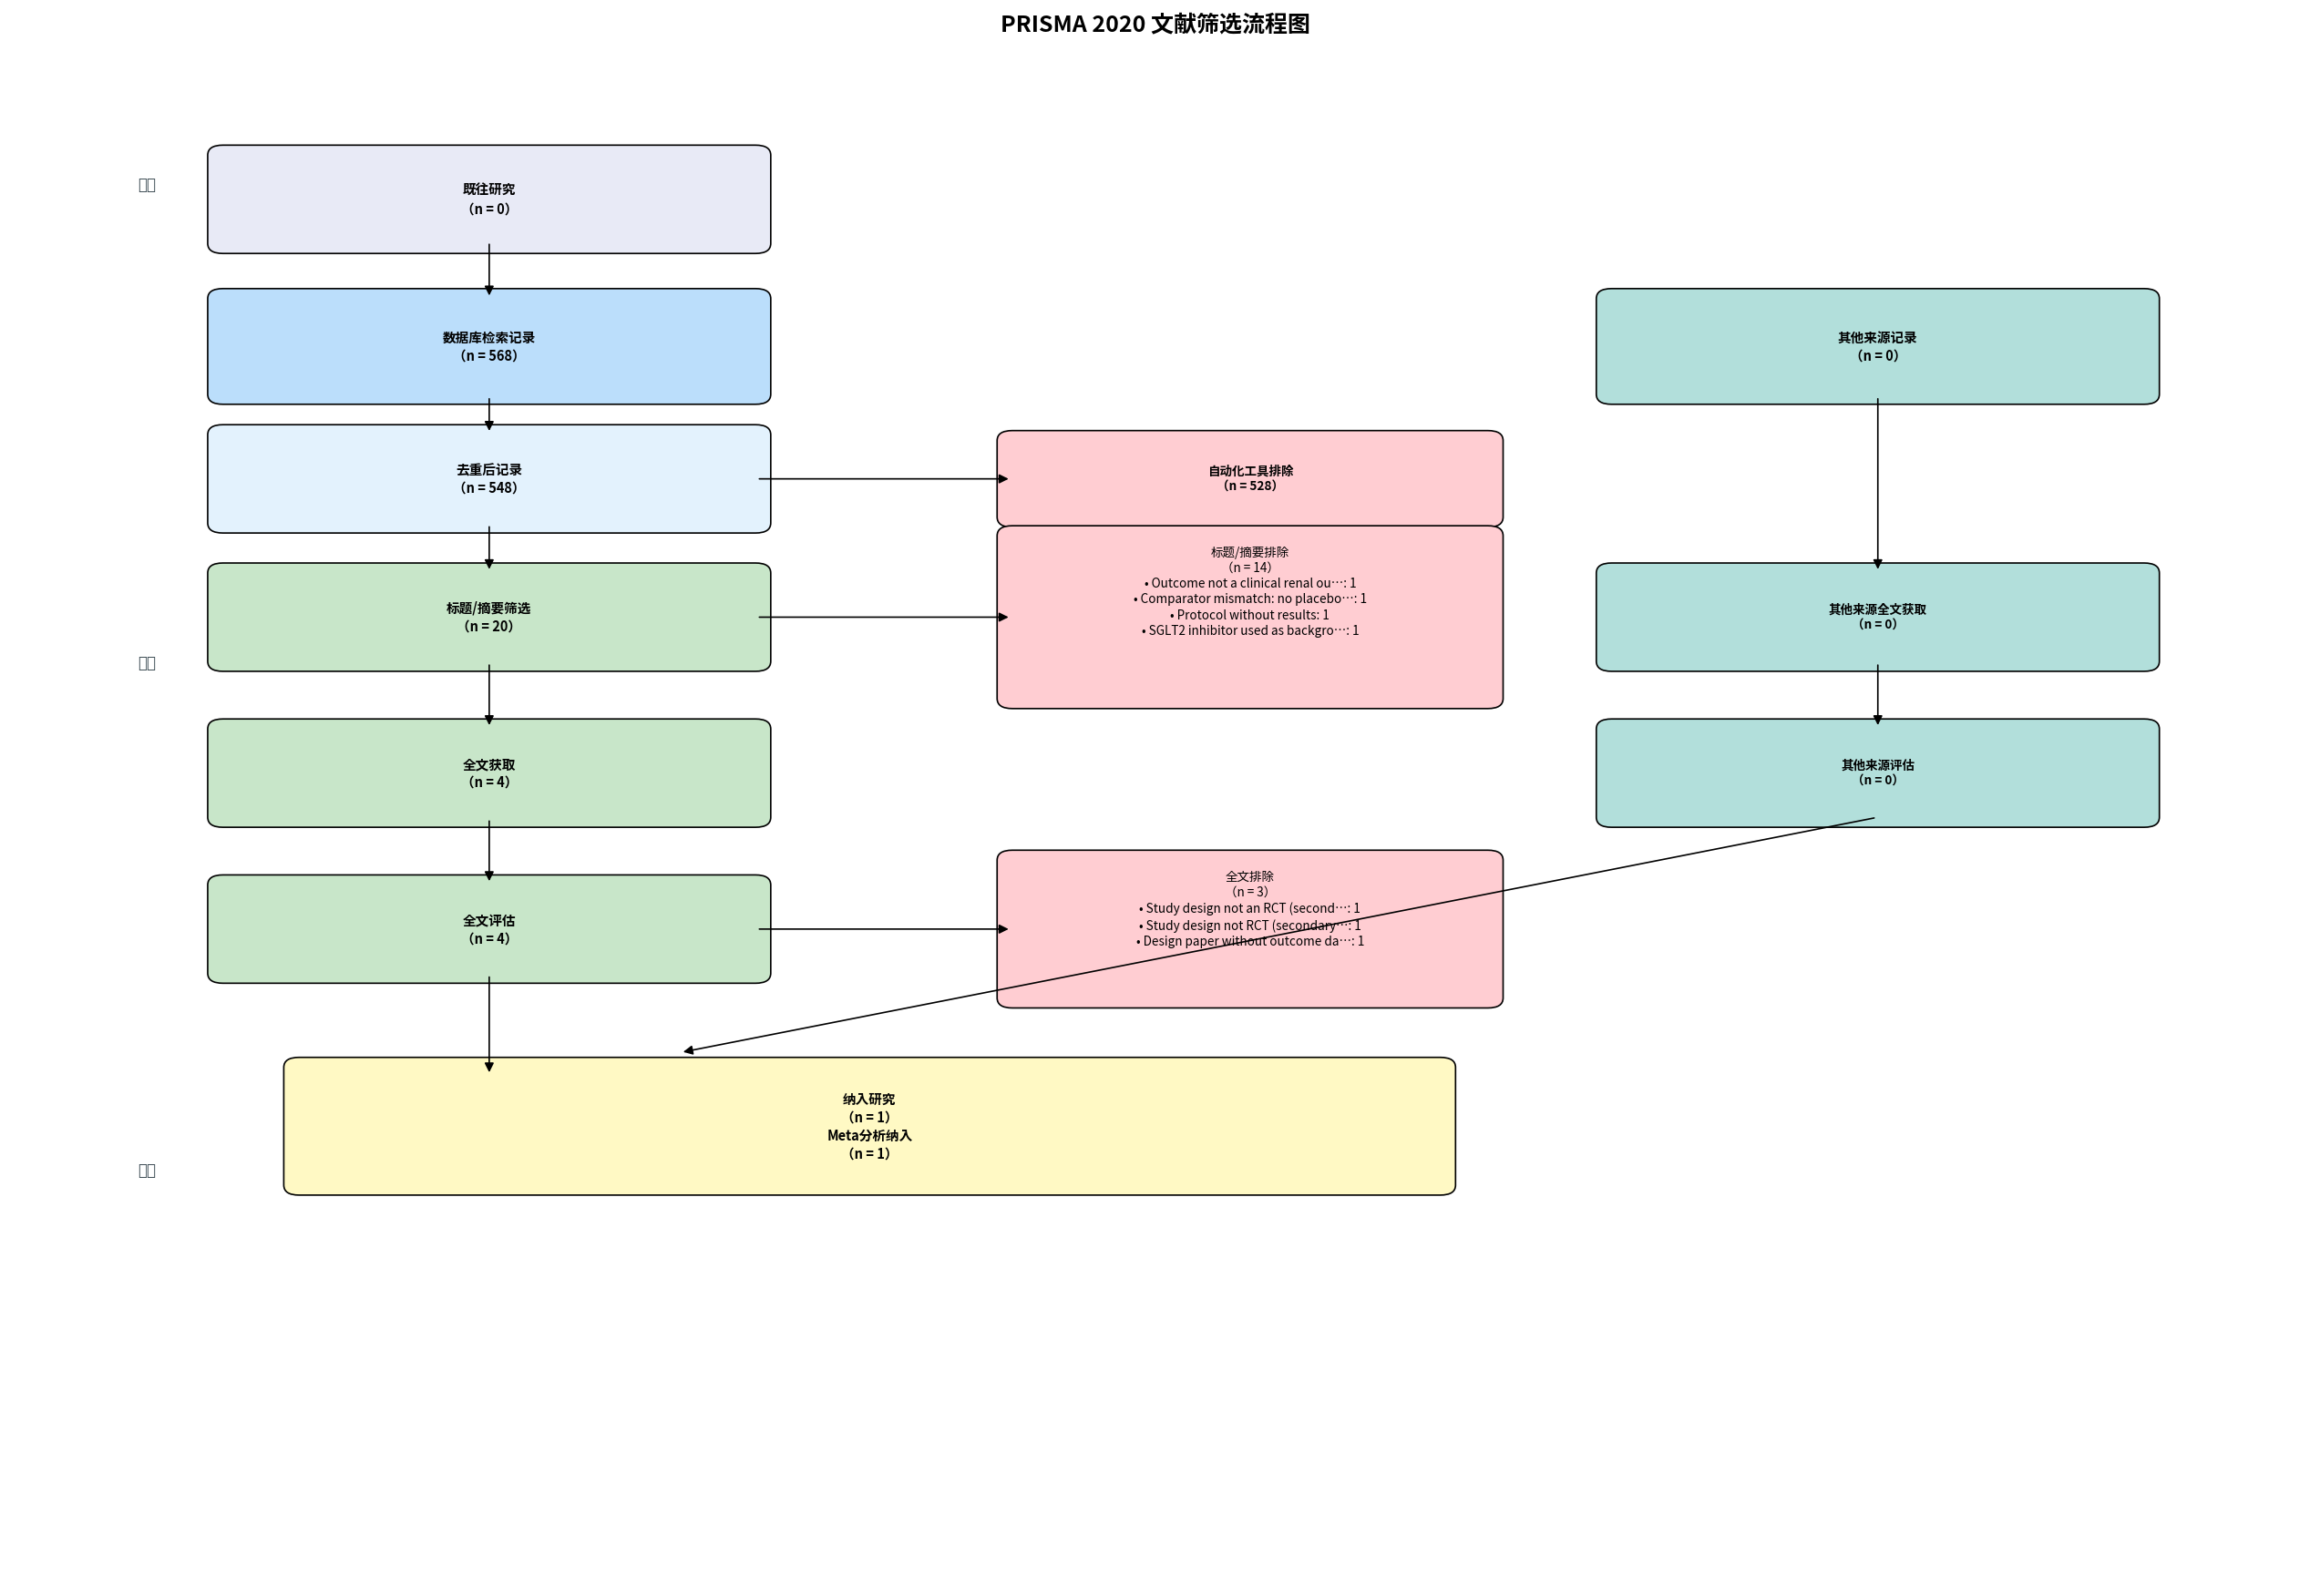 PRISMA 2020 文献筛选流程图
既往研究
（n = 0）
数据库检索记录
（n = 568）
其他来源记录
（n = 0）
去重后记录
（n = 548）
自动化工具排除
（n = 528）
标题/摘要筛选
（n = 20）
标题/摘要排除
（n = 14）
• Outcome not a clinical renal ou…: 1
• Comparator mismatch: no placebo…: 1
• Protocol without results: 1
• SGLT2 inhibitor used as backgro…: 1
其他来源全文获取
（n = 0）
全文获取
（n = 4）
其他来源评估
（n = 0）
全文评估
（n = 4）
全文排除
（n = 3）
• Study design not an RCT (second…: 1
• Study design not RCT (secondary…: 1
• Design paper without outcome da…: 1
纳入研究
（n = 1）
Meta分析纳入
（n = 1）